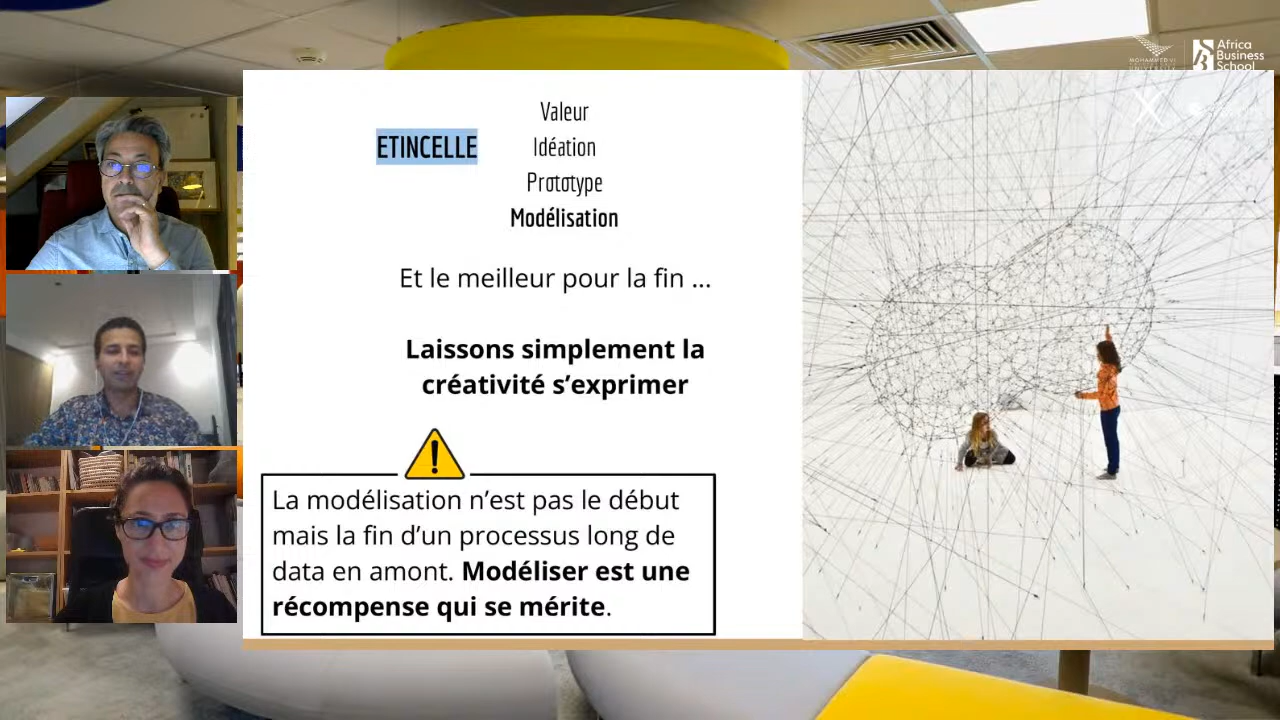 MOHAMMED VI
Africa
Business
School
Valeur
ETINCELLE
Idéation
Prototype
Modélisation
Et le meilleur pour la fin ...
Laissons simplement la
créativité s’exprimer
La modélisation n’est pas le début
mais la fin d’un processus long de
data en amont. Modéliser est une
récompense qui se mérite.